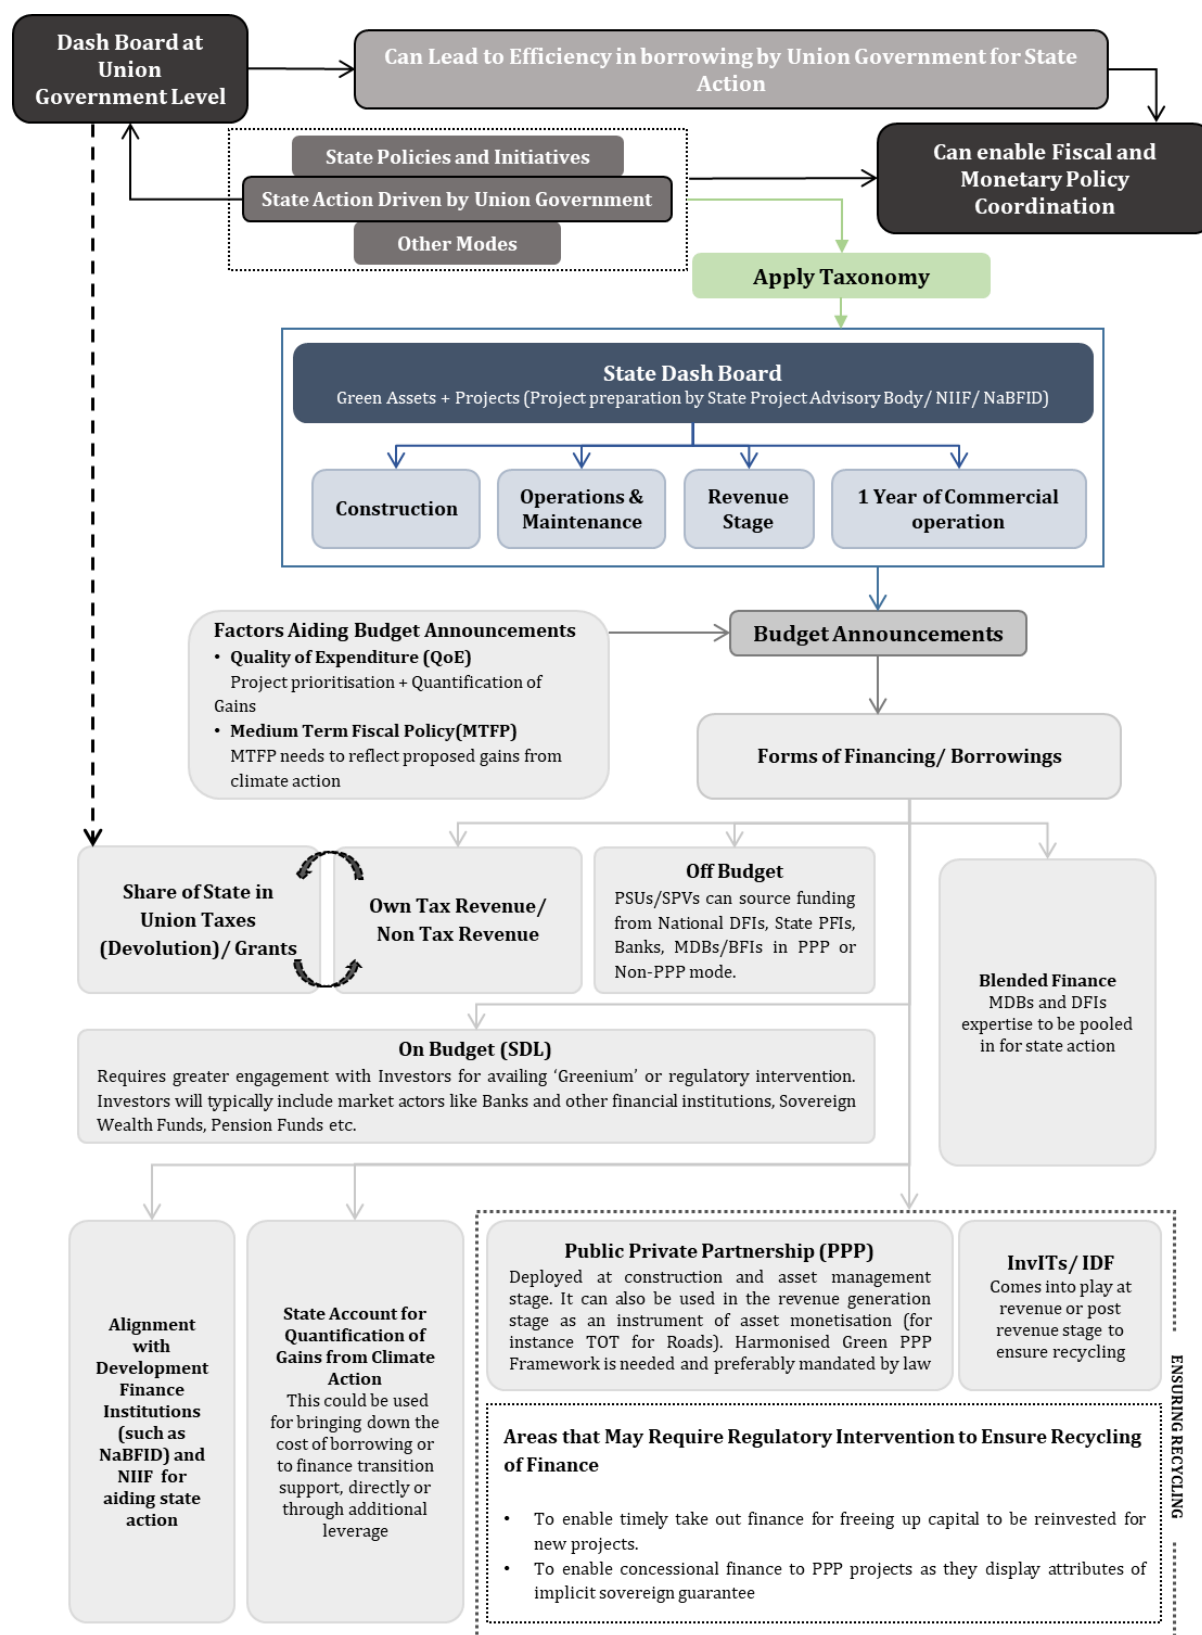 Dash Board at
Union
Government Level
Can Lead to Efficiency in borrowing by Union Government for State
Action
State Policies and Initiatives
State Action Driven by Union Government
Other Modes
Can enable Fiscal and
Monetary Policy
Coordination
Apply Taxonomy
State Dash Board
Green Assets + Projects (Project preparation by State Project Advisory Body/ NIIF/ NaBFID)
Construction
Operations &
Maintenance
Revenue
Stage
1 Year of Commercial
operation
Factors Aiding Budget Announcements
• Quality of Expenditure (QoE)
Project prioritisation + Quantification of
Gains
• Medium Term Fiscal Policy(MTFP)
MTFP needs to reflect proposed gains from
climate action
Budget Announcements
Forms of Financing/ Borrowings
Share of State in
Union Taxes
(Devolution)/ Grants
Own Tax Revenue/
Non Tax Revenue
Off Budget
PSUs/SPVs can source funding
from National DFIs, State PFIs,
Banks, MDBs/BFIs in PPP or
Non-PPP mode.
Blended Finance
MDBs and DFIs
expertise to be pooled
in for state action
On Budget (SDL)
Requires greater engagement with Investors for availing ‘Greenium’ or regulatory intervention.
Investors will typically include market actors like Banks and other financial institutions, Sovereign
Wealth Funds, Pension Funds etc.
Alignment
with
Development
Finance
Institutions
(such as
NaBFID) and
NIIF for
aiding state
action
State Account for
Quantification of
Gains from Climate
Action
This could be used
for bringing down the
cost of borrowing or
to finance transition
support, directly or
through additional
leverage
Public Private Partnership (PPP)
Deployed at construction and asset management
stage. It can also be used in the revenue generation
stage as an instrument of asset monetisation (for
instance TOT for Roads). Harmonised Green PPP
Framework is needed and preferably mandated by law
InvITs/ IDF
Comes into play at
revenue or post
revenue stage to
ensure recycling
Areas that May Require Regulatory Intervention to Ensure Recycling
of Finance
• To enable timely take out finance for freeing up capital to be reinvested for
new projects.
• To enable concessional finance to PPP projects as they display attributes of
implicit sovereign guarantee
ENSURING RECYCLING